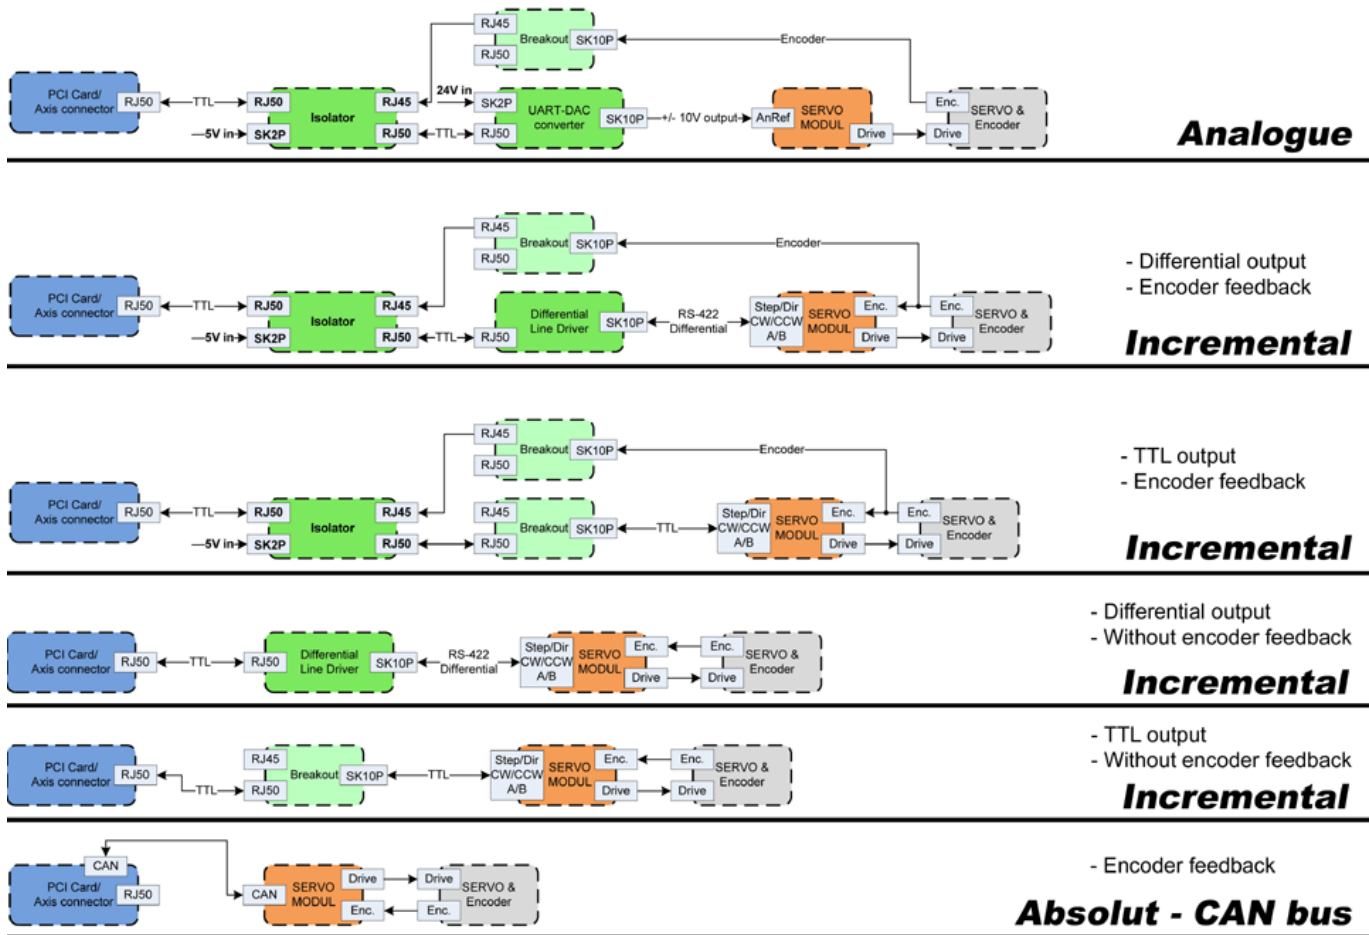 RJ45
Breakout
SK10P
RJ50
Encoder
PCI Card/
Axis connector
RJ50
TTL
RJ50
Isolator
RJ45
5V in
SK2P
RJ50
TTL
24V in
SK2P
UART-DAC
converter
RJ50
SK10P
+/- 10V output
AnRef
SERVO
MODUL
Drive
Enc.
SERVO &
Encoder
Drive
Analogue
RJ45
Breakout
SK10P
RJ50
Encoder
PCI Card/
Axis connector
RJ50
TTL
RJ50
Isolator
RJ45
5V in
SK2P
RJ50
TTL
RJ50
Differential
Line Driver
SK10P
RS-422
Differential
Step/Dir
CW/CCW
A/B
SERVO
MODUL
Enc.
Drive
Enc.
Drive
SERVO &
Encoder
- Differential output
- Encoder feedback
Incremental
RJ45
Breakout
SK10P
RJ50
Encoder
PCI Card/
Axis connector
RJ50
TTL
RJ50
Isolator
RJ45
5V in
SK2P
RJ50
RJ45
Breakout
RJ50
SK10P
TTL
Step/Dir
CW/CCW
A/B
SERVO
MODUL
Enc.
Drive
Enc.
Drive
SERVO &
Encoder
- TTL output
- Encoder feedback
Incremental
PCI Card/
Axis connector
RJ50
TTL
RJ50
Differential
Line Driver
SK10P
RS-422
Differential
Step/Dir
CW/CCW
A/B
SERVO
MODUL
Enc.
Drive
Enc.
Drive
SERVO &
Encoder
- Differential output
- Without encoder feedback
Incremental
PCI Card/
Axis connector
RJ50
TTL
RJ45
Breakout
RJ50
SK10P
TTL
Step/Dir
CW/CCW
A/B
SERVO
MODUL
Enc.
Drive
Enc.
Drive
SERVO &
Encoder
- TTL output
- Without encoder feedback
Incremental
CAN
PCI Card/
Axis connector
RJ50
CAN
SERVO
MODUL
Drive
Enc.
Drive
Enc.
SERVO &
Encoder
- Encoder feedback
Absolut - CAN bus